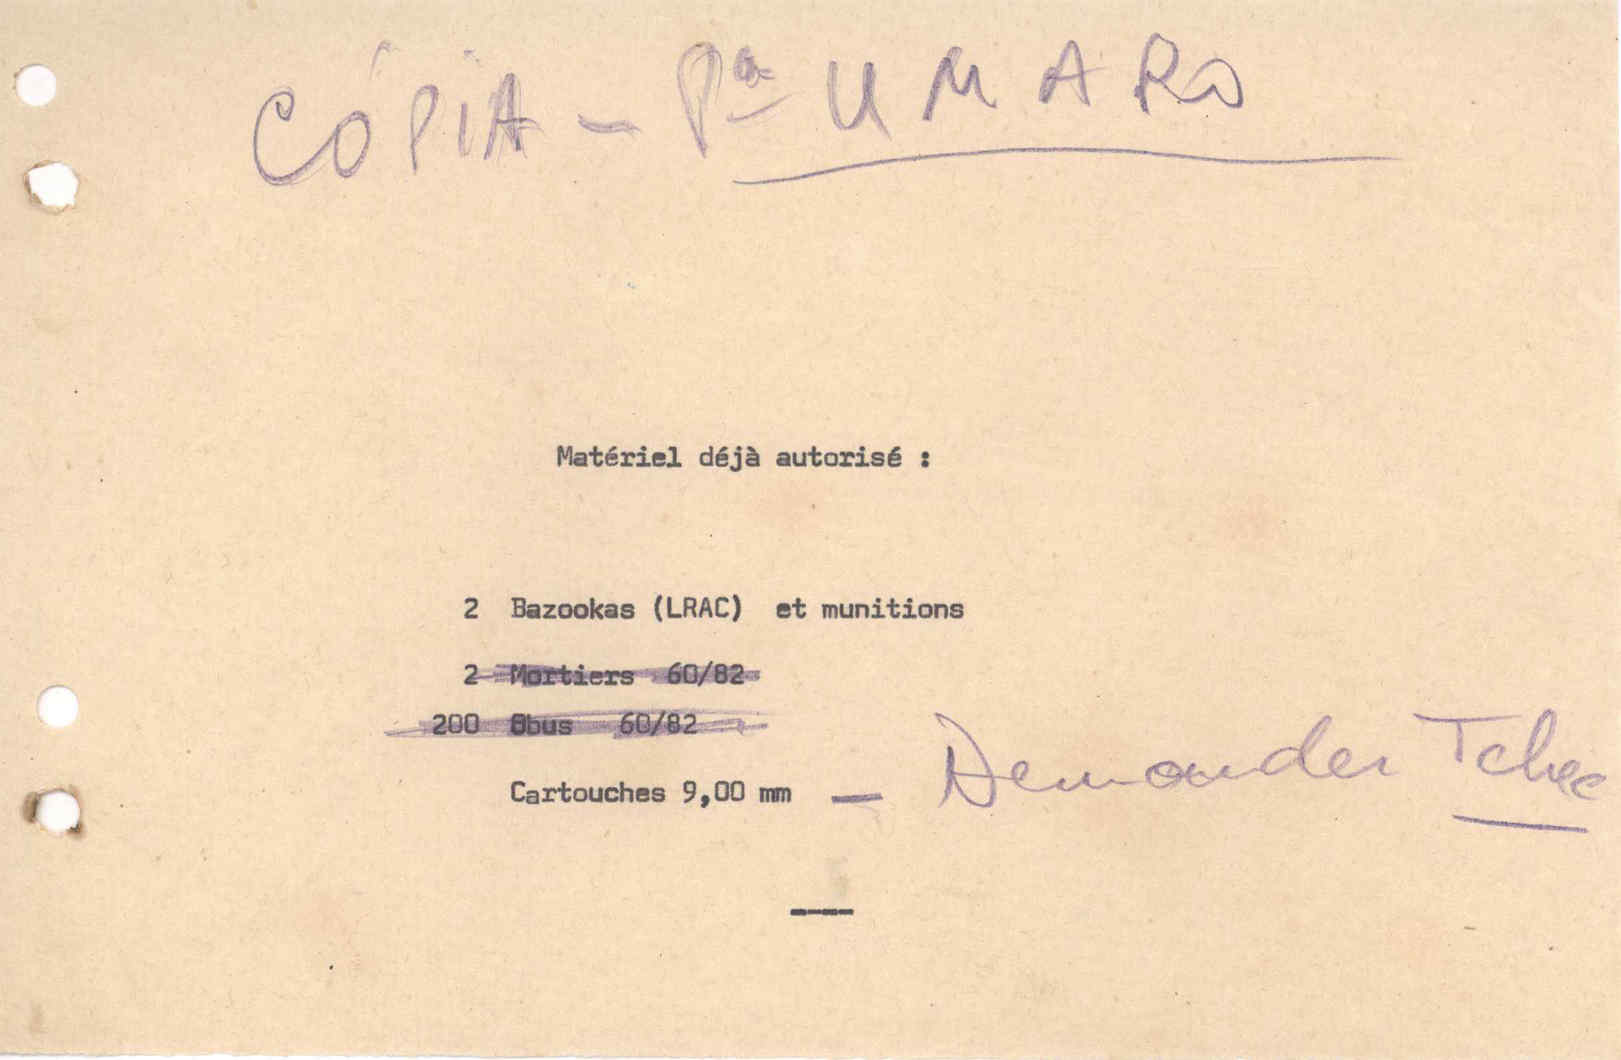 CÓPIA - Pª UMARO
Matériel déjà autorisé :
2 Bazookas (LRAC) et munitions
2 Mortiers 60/82
200 Obus 60/82
Cartouches 9,00 mm — Demander Tchec
----